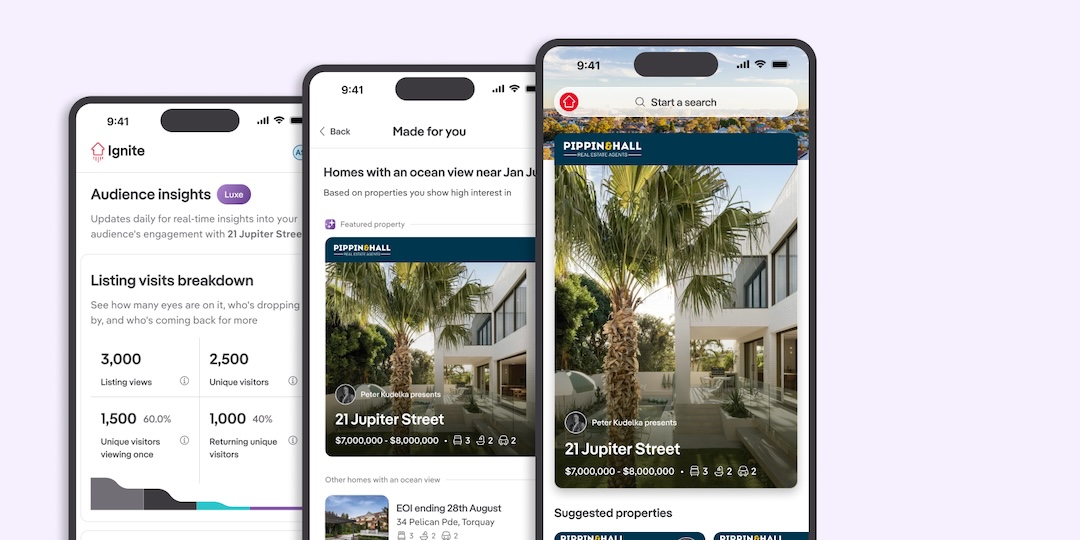 9:41
Ignite
Audience insights Luxe
Updates daily for real-time insights into your
audience's engagement with 21 Jupiter Stree
Listing visits breakdown
See how many eyes are on it, who's dropping
by, and who's coming back for more
3,000
Listing views
2,500
Unique visitors
1,500 60.0%
Unique visitors
viewing once
1,000 40%
Returning unique
visitors
9:41
Back
Made for you
Homes with an ocean view near Jan Ju
Based on properties you show high interest in
Featured property
PIPPIN&HALL
REAL ESTATE AGENTS
Peter Kudelka presents
21 Jupiter Street
$7,000,000 - $8,000,000 • 3 2 2
Other homes with an ocean view
EOI ending 28th August
34 Pelican Pde, Torquay
3 2 2
9:41
Start a search
PIPPIN&HALL
REAL ESTATE AGENTS
Peter Kudelka presents
21 Jupiter Street
$7,000,000 - $8,000,000 • 3 2 2
Suggested properties
PIPPIN&HALL
PIPPIN&HALL